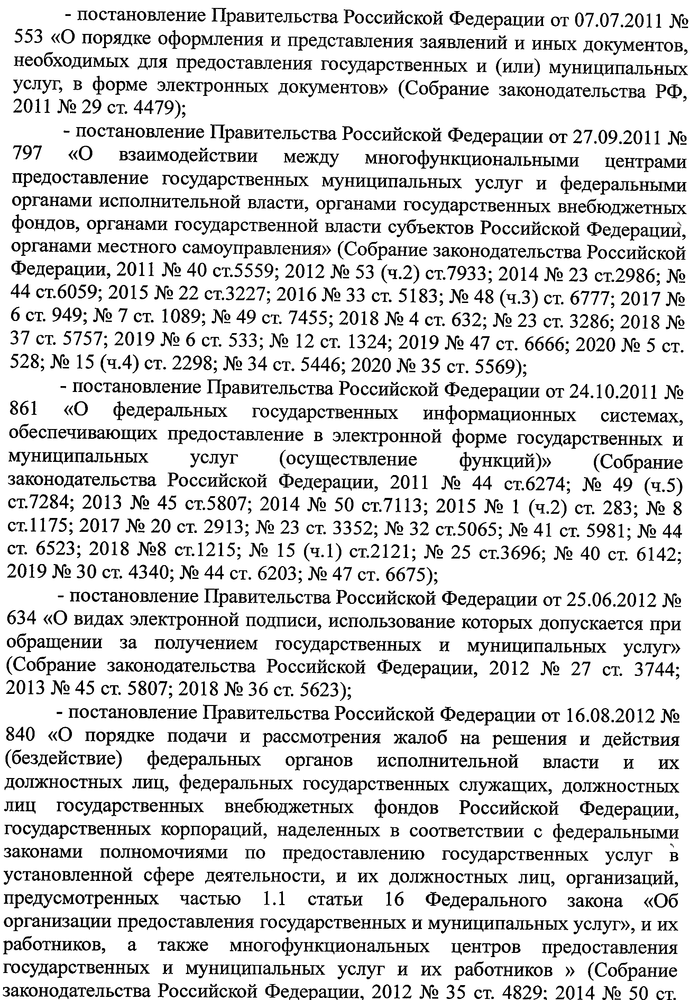 - постановление Правительства Российской Федерации от 07.07.2011 №
553 «О порядке оформления и представления заявлений и иных документов,
необходимых для предоставления государственных и (или) муниципальных
услуг, в форме электронных документов» (Собрание законодательства РФ,
2011 № 29 ст. 4479);
- постановление Правительства Российской Федерации от 27.09.2011 №
797 «О взаимодействии между многофункциональными центрами
предоставление государственных муниципальных услуг и федеральными
органами исполнительной власти, органами государственных внебюджетных
фондов, органами государственной власти субъектов Российской Федераций,
органами местного самоуправления» (Собрание законодательства Российской
Федерации, 2011 № 40 ст.5559; 2012 № 53 (ч.2) ст.7933; 2014 № 23 ст.2986; №
44 ст.6059; 2015 № 22 ст.3227; 2016 № 33 ст. 5183; № 48 (ч.3) ст. 6777; 2017 №
6 ст. 949; № 7 ст. 1089; № 49 ст. 7455; 2018 № 4 ст. 632; № 23 ст. 3286; 2018 №
37 ст. 5757; 2019 № 6 ст. 533; № 12 ст. 1324; 2019 № 47 ст. 6666; 2020 № 5 ст.
528; № 15 (ч.4) ст. 2298; № 34 ст. 5446; 2020 № 35 ст. 5569);
- постановление Правительства Российской Федерации от 24.10.2011 №
861 «О федеральных государственных информационных системах,
обеспечивающих предоставление в электронной форме государственных и
муниципальных услуг (осуществление функций)» (Собрание
законодательства Российской Федерации, 2011 № 44 ст.6274; № 49 (ч.5)
ст.7284; 2013 № 45 ст.5807; 2014 № 50 ст.7113; 2015 № 1 (ч.2) ст. 283; № 8
ст.1175; 2017 № 20 ст. 2913; № 23 ст. 3352; № 32 ст.5065; № 41 ст. 5981; № 44
ст. 6523; 2018 №8 ст.1215; № 15 (ч.1) ст.2121; № 25 ст.3696; № 40 ст. 6142;
2019 № 30 ст. 4340; № 44 ст. 6203; № 47 ст. 6675);
- постановление Правительства Российской Федерации от 25.06.2012 №
634 «О видах электронной подписи, использование которых допускается при
обращении за получением государственных и муниципальных услуг»
(Собрание законодательства Российской Федерации, 2012 № 27 ст. 3744;
2013 № 45 ст. 5807; 2018 № 36 ст. 5623);
- постановление Правительства Российской Федерации от 16.08.2012 №
840 «О порядке подачи и рассмотрения жалоб на решения и действия
(бездействие) федеральных органов исполнительной власти и их
должностных лиц, федеральных государственных служащих, должностных
лиц государственных внебюджетных фондов Российской Федерации,
государственных корпораций, наделенных в соответствии с федеральными
законами полномочиями по предоставлению государственных услуг в
установленной сфере деятельности, и их должностных лиц, организаций,
предусмотренных частью 1.1 статьи 16 Федерального закона «Об
организации предоставления государственных и муниципальных услуг», и их
работников, а также многофункциональных центров предоставления
государственных и муниципальных услуг и их работников » (Собрание
законодательства Российской Федерации, 2012 № 35 ст. 4829; 2014 № 50 ст.